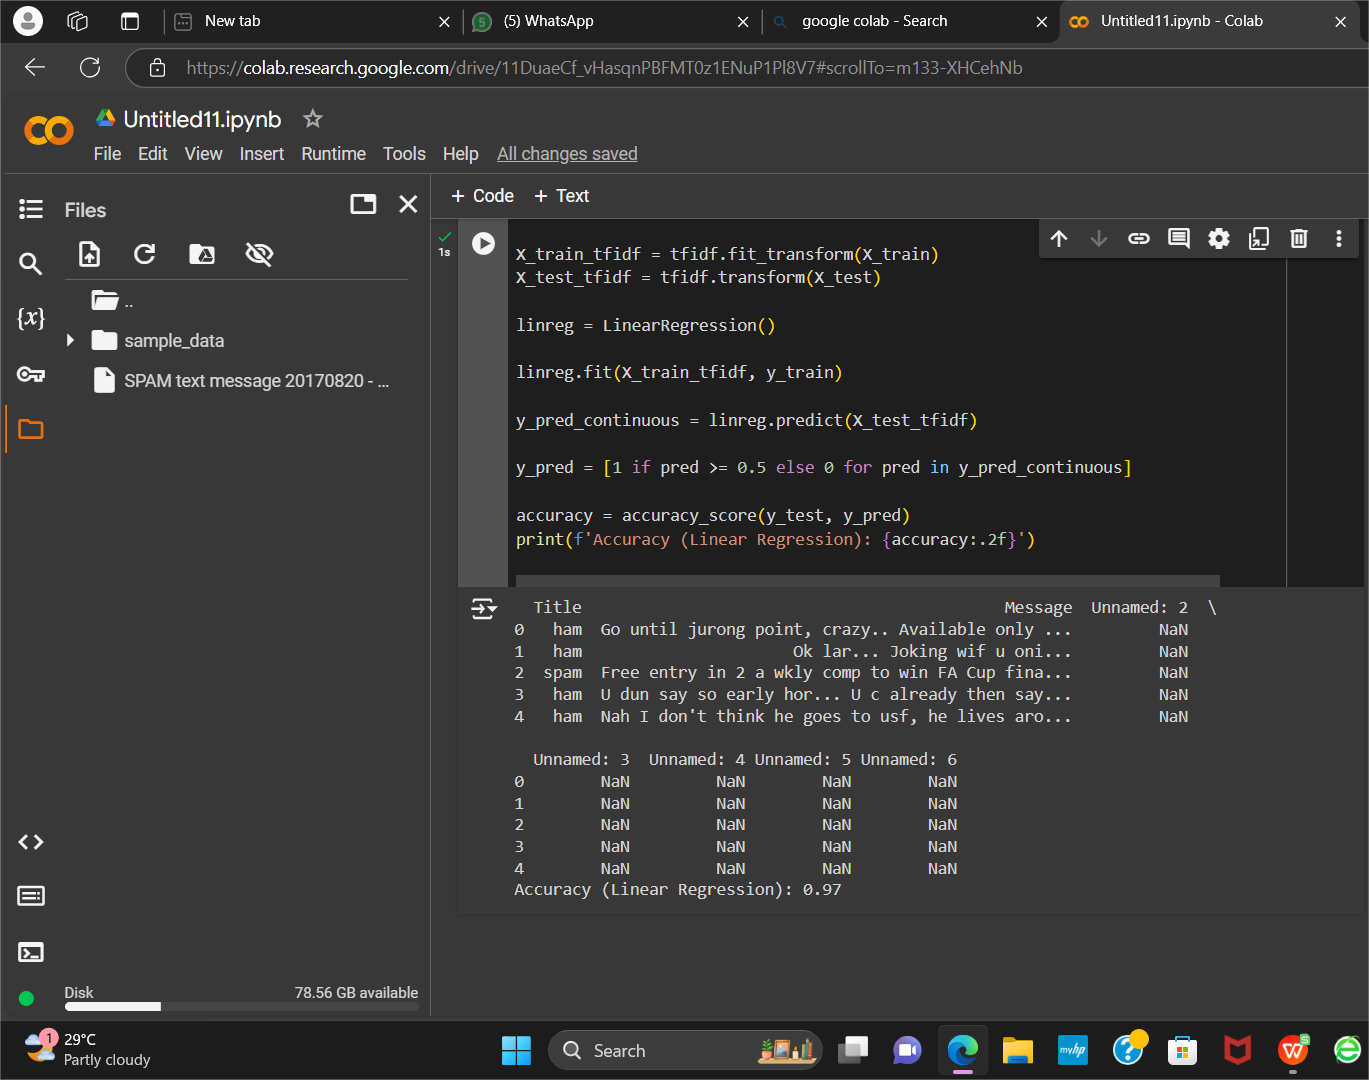 New tab
(5) WhatsApp
google colab - Search
Untitled11.ipynb - Colab
https://colab.research.google.com/drive/11DuaeCf_vHasqnPBFMT0z1ENuP1Pl8V7#scrollTo=m133-XHCehNb
Untitled11.ipynb
File Edit View Insert Runtime Tools Help All changes saved
Files
+ Code + Text
..
sample_data
SPAM text message 20170820 - ...
{x}
1s
X_train_tfidf = tfidf.fit_transform(X_train)
X_test_tfidf = tfidf.transform(X_test)
linreg = LinearRegression()
linreg.fit(X_train_tfidf, y_train)
y_pred_continuous = linreg.predict(X_test_tfidf)
y_pred = [1 if pred >= 0.5 else 0 for pred in y_pred_continuous]
accuracy = accuracy_score(y_test, y_pred)
print(f'Accuracy (Linear Regression): {accuracy:.2f}')
Title Message Unnamed: 2 \
0 ham Go until jurong point, crazy.. Available only ... NaN
1 ham Ok lar... Joking wif u oni... NaN
2 spam Free entry in 2 a wkly comp to win FA Cup fina... NaN
3 ham U dun say so early hor... U c already then say... NaN
4 ham Nah I don't think he goes to usf, he lives aro... NaN
Unnamed: 3 Unnamed: 4 Unnamed: 5 Unnamed: 6
0 NaN NaN NaN NaN
1 NaN NaN NaN NaN
2 NaN NaN NaN NaN
3 NaN NaN NaN NaN
4 NaN NaN NaN NaN
Accuracy (Linear Regression): 0.97
Disk 78.56 GB available
1
29°C
Partly cloudy
Search
myhp